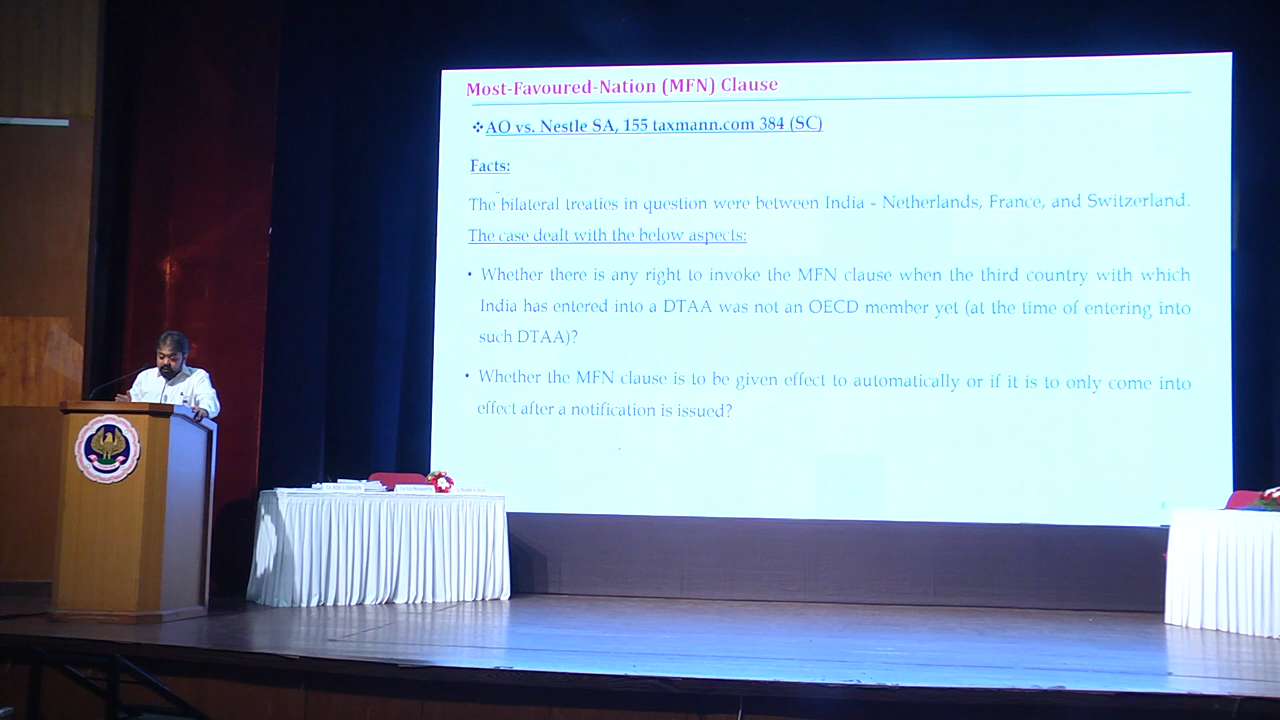 Most-Favoured-Nation (MFN) Clause
❖AO vs. Nestle SA, 155 taxmann.com 384 (SC)
Facts:
The bilateral treaties in question were between India - Netherlands, France, and Switzerland.
The case dealt with the below aspects:
• Whether there is any right to invoke the MFN clause when the third country with which
India has entered into a DTAA was not an OECD member yet (at the time of entering into
such DTAA)?
• Whether the MFN clause is to be given effect to automatically or if it is to only come into
effect after a notification is issued?